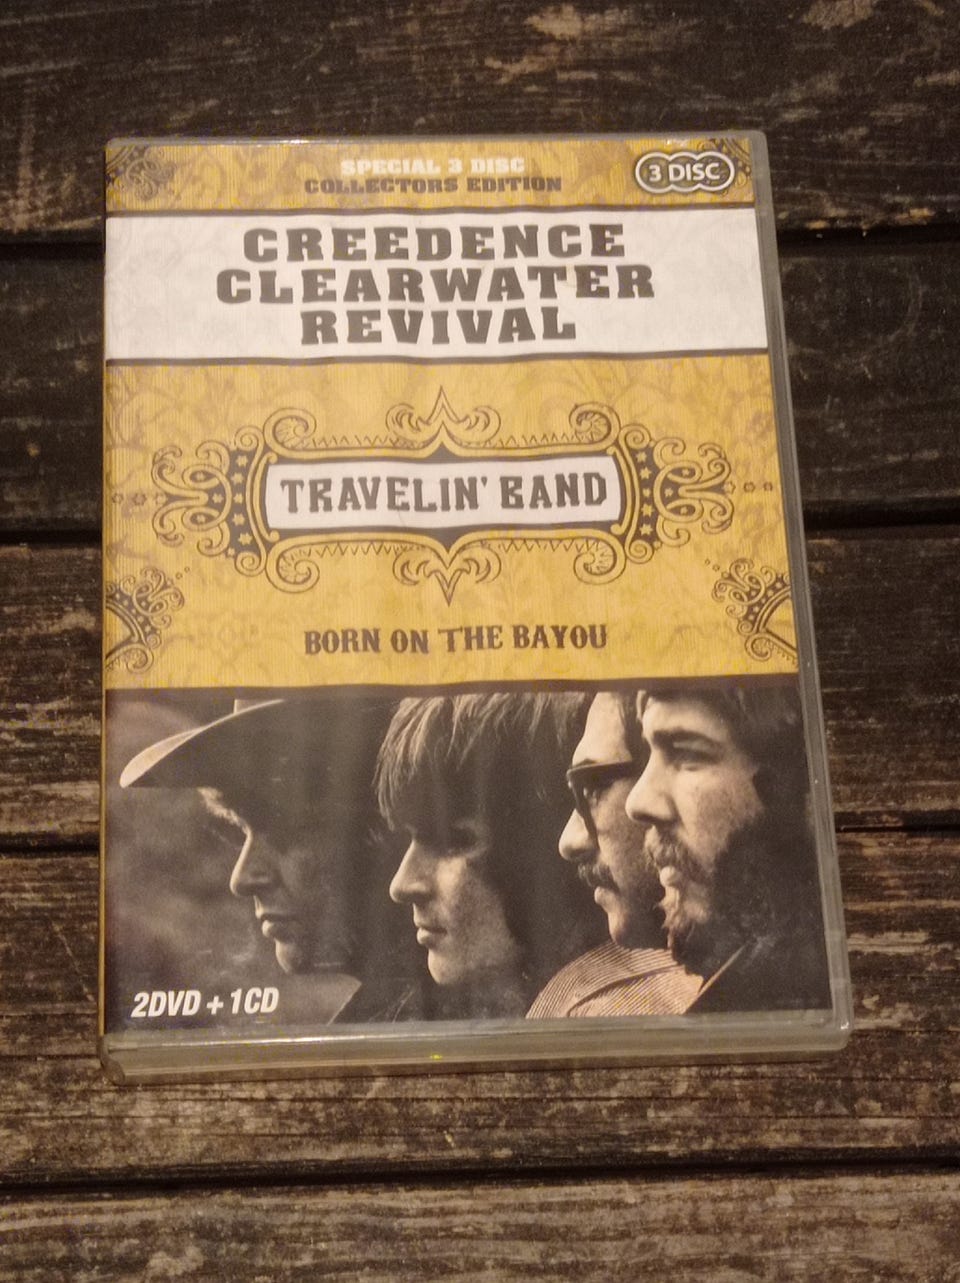 SPECIAL 3 DISC
COLLECTORS EDITION
3 DISC
CREEDENCE
CLEARWATER
REVIVAL
TRAVELIN' BAND
BORN ON THE BAYOU
2DVD + 1CD